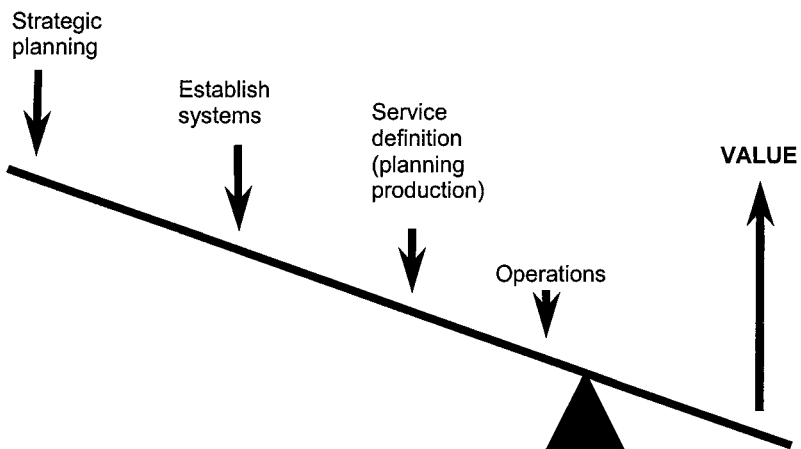 Strategic
planning
Establish
systems
Service
definition
(planning
production)
VALUE
Operations